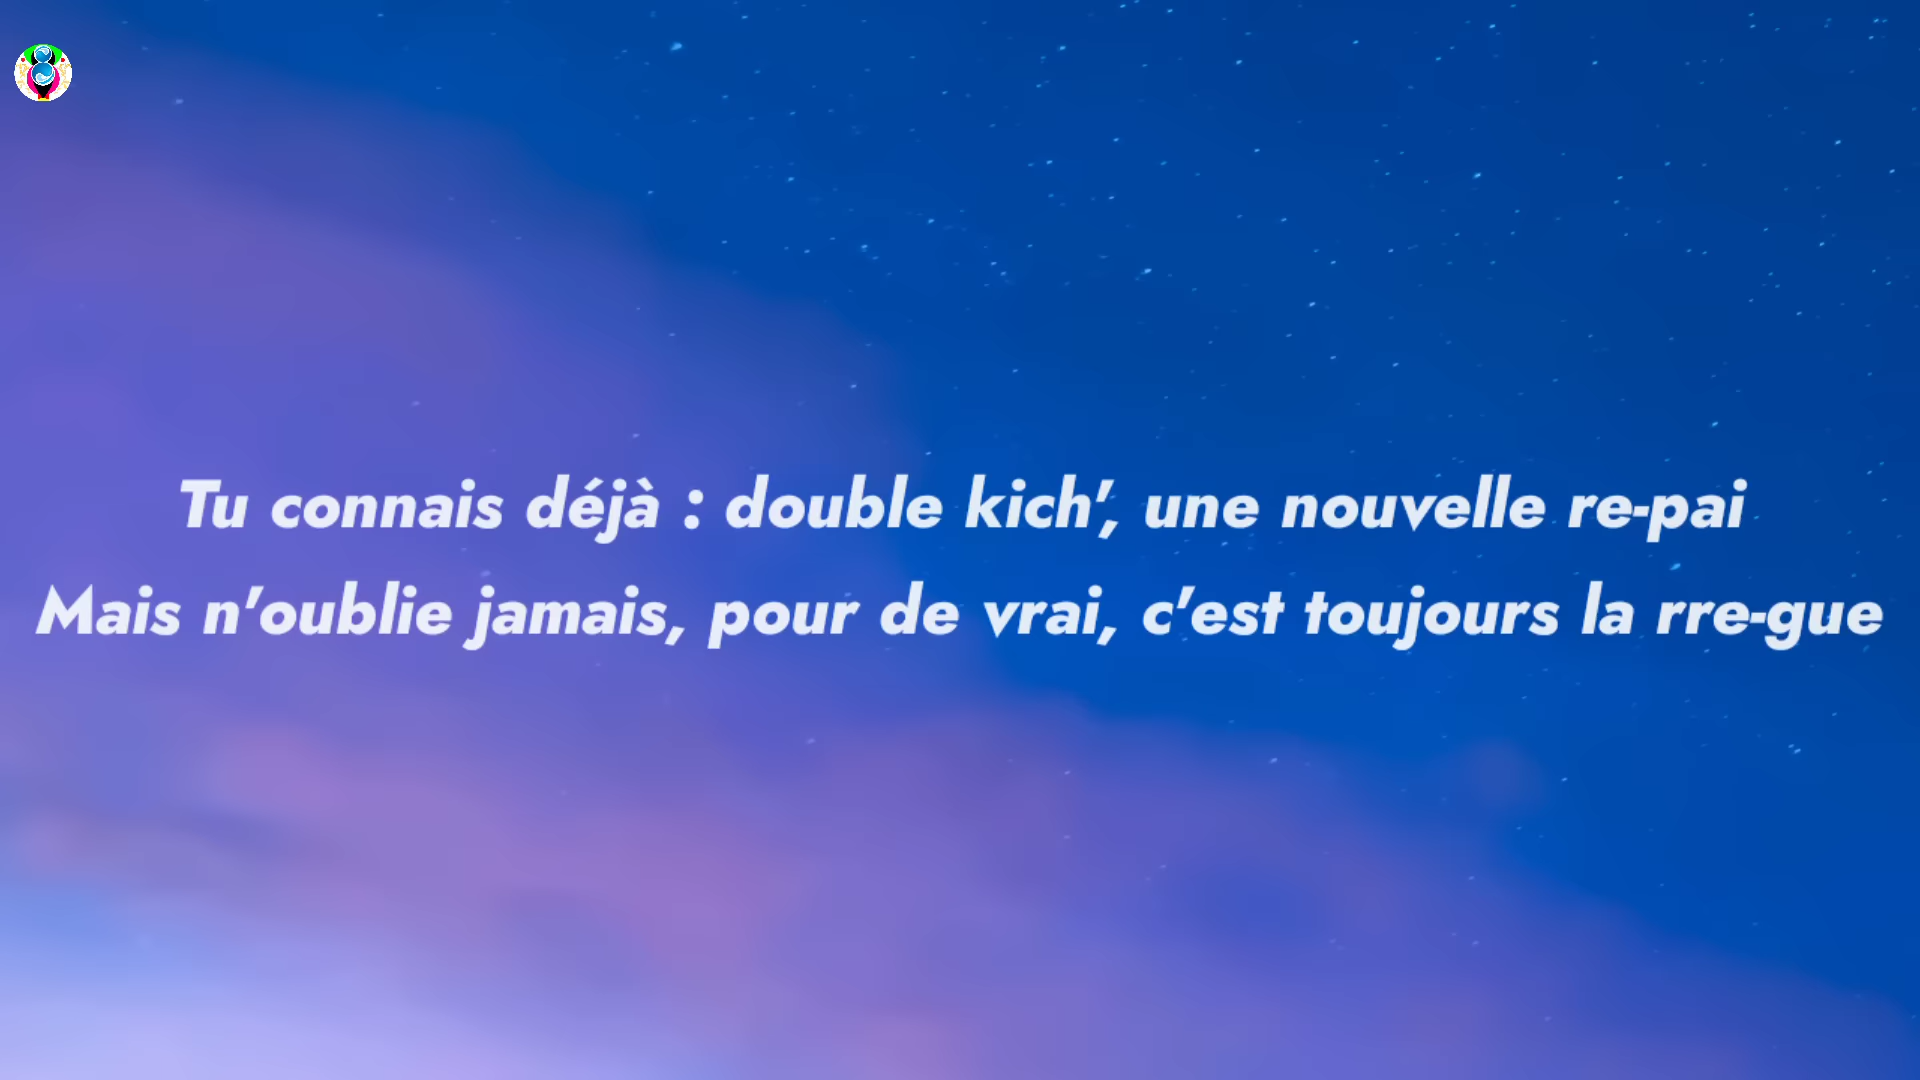 Tu connais déjà : double kich', une nouvelle re-pai
Mais n'oublie jamais, pour de vrai, c'est toujours la rre-gue